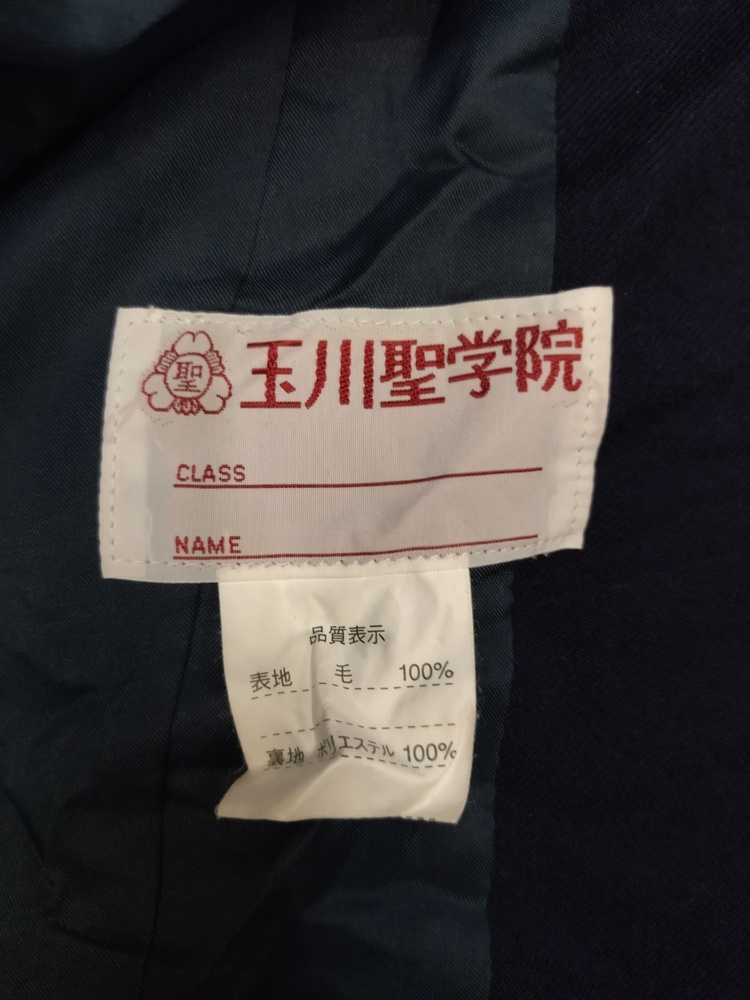 聖 玉川聖学院
CLASS
NAME
品質表示
表地 毛 100%
裏地 ポリエステル 100%